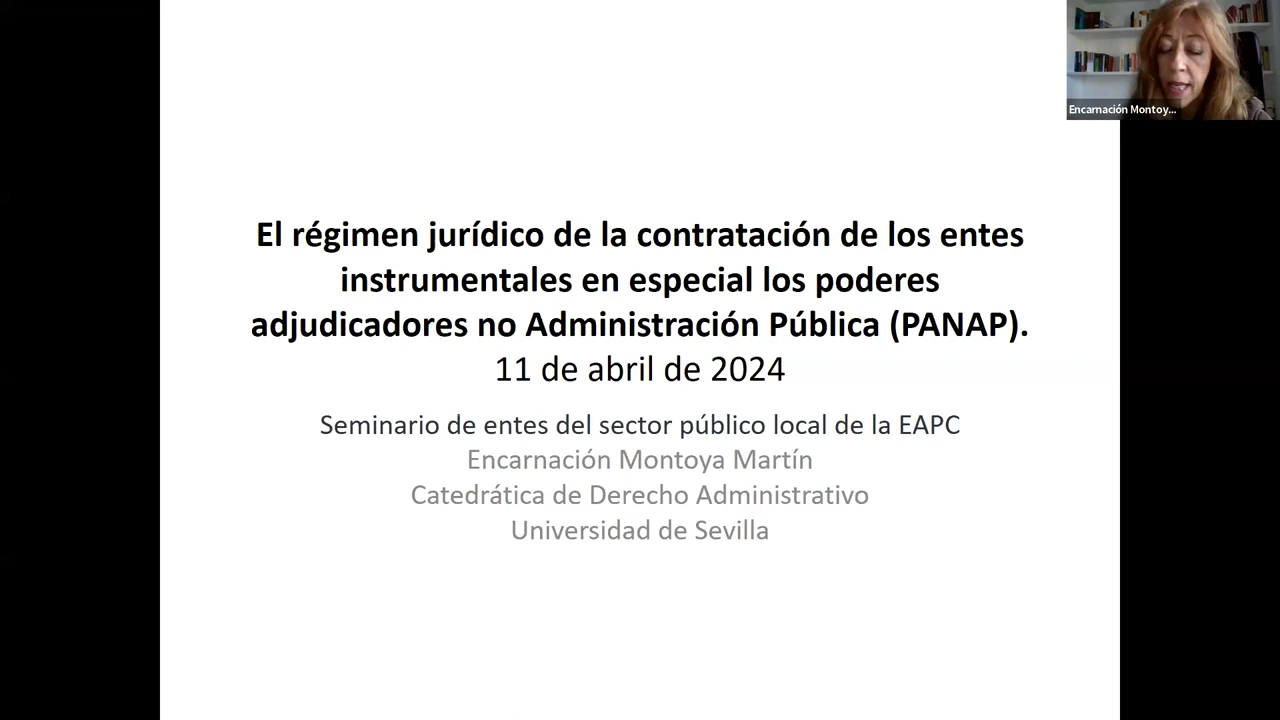 Encarnación Montoy...
El régimen jurídico de la contratación de los entes
instrumentales en especial los poderes
adjudicadores no Administración Pública (PANAP).
11 de abril de 2024
Seminario de entes del sector público local de la EAPC
Encarnación Montoya Martín
Catedrática de Derecho Administrativo
Universidad de Sevilla